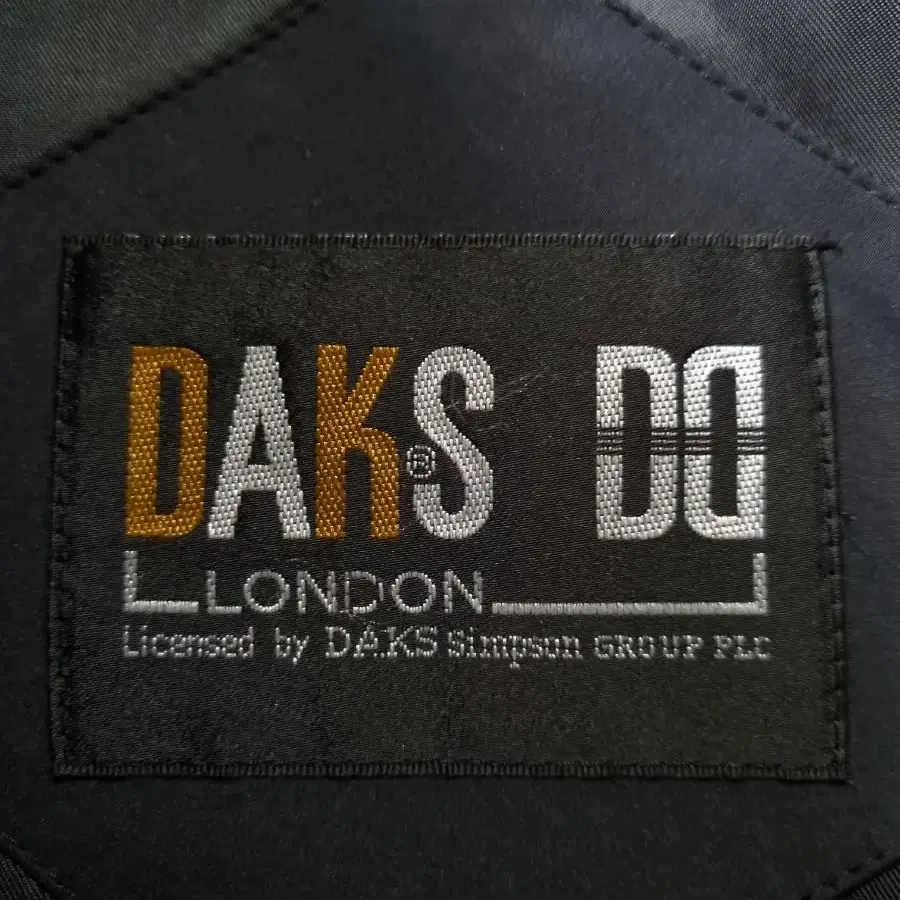 DAKS® DD
LONDON
Licensed by DAKS Simpson GROUP PLC